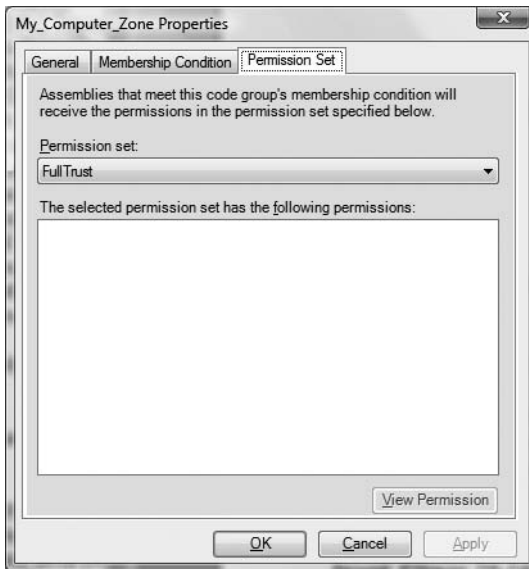 My_Computer_Zone Properties
General
Membership Condition
Permission Set
Assemblies that meet this code group's membership condition will
receive the permissions in the permission set specified below.
Permission set:
FullTrust
The selected permission set has the following permissions:
View Permission
OK
Cancel
Apply